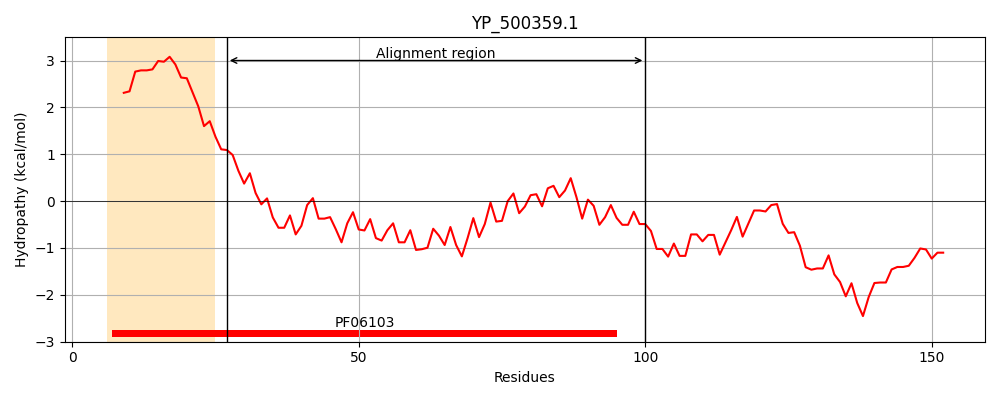 YP_500359.1
Alignment region
Hydropathy (kcal/mol)
3
2
1
0
−1
−2
−3
PF06103
0 50 100 150
Residues